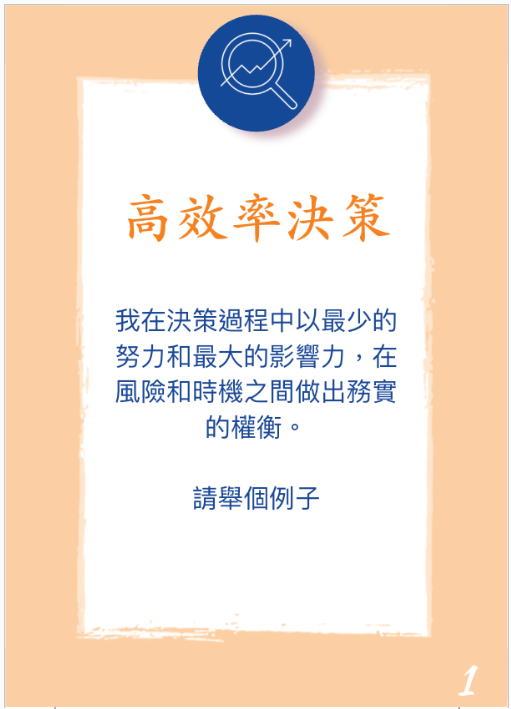 高效率決策
我在決策過程中以最少的
努力和最大的影響力，在
風險和時機之間做出務實
的權衡。
請舉個例子
1